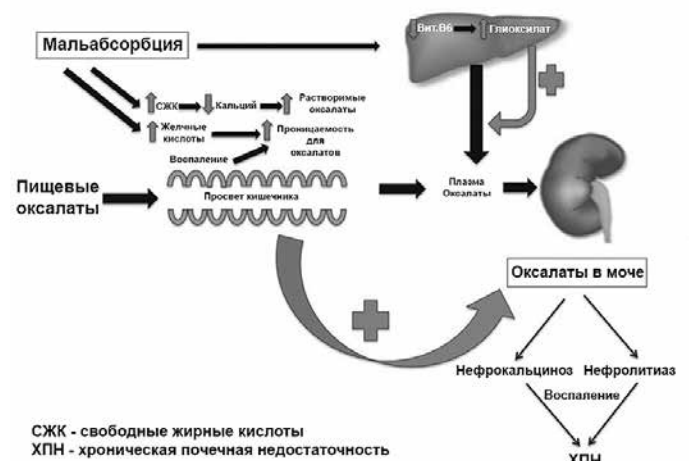 Мальабсорбция
Вит.В6
Глиоксилат
СЖК
Кальций
Растворимые
оксалаты
Желчные
кислоты
Проницаемость
для
оксалатов
Воспаление
Пищевые
оксалаты
Просвет кишечника
Плазма
Оксалаты
Оксалаты в моче
Нефрокальциноз
Нефролитиаз
Воспаление
ХПН
СЖК - свободные жирные кислоты
ХПН - хроническая почечная недостаточность